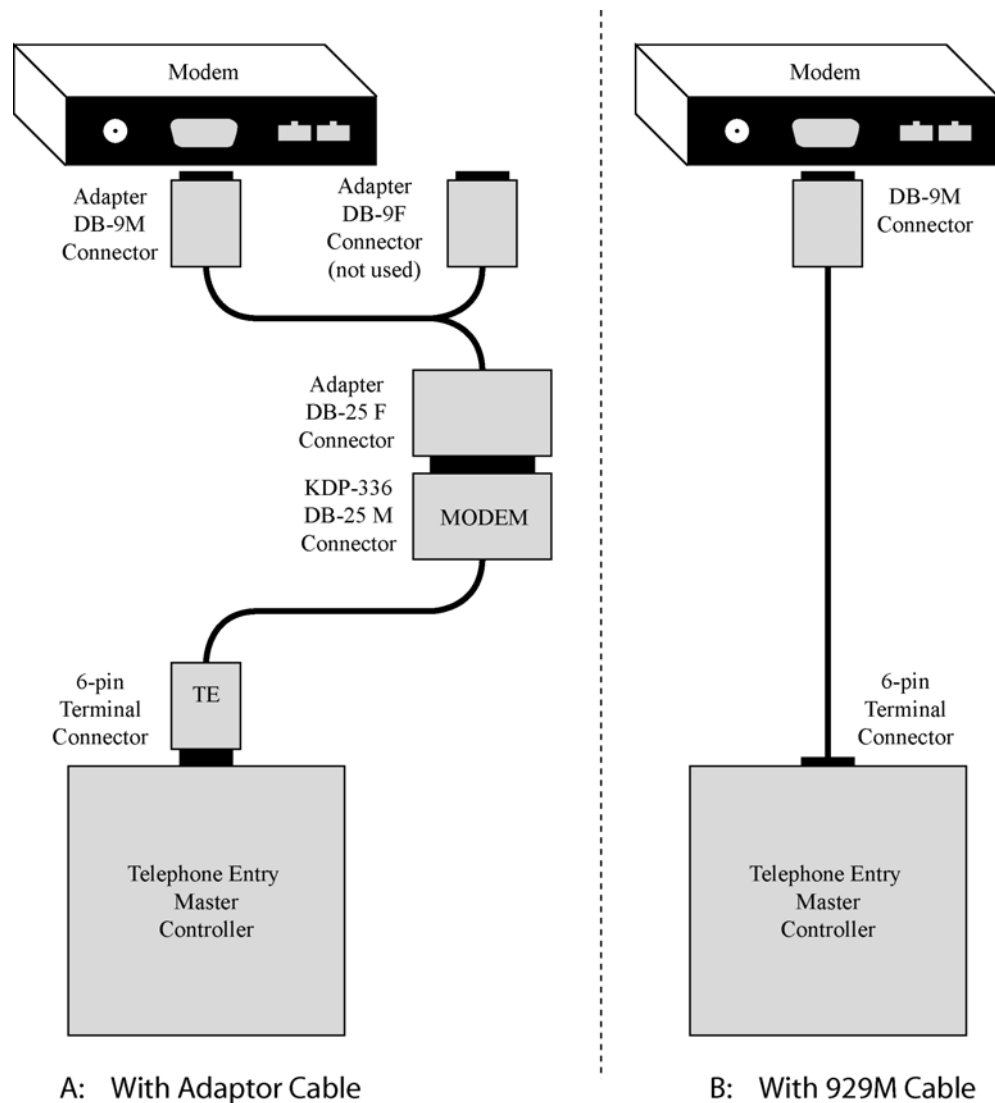 Modem
Adapter
DB-9M
Connector
Adapter
DB-9F
Connector
(not used)
Adapter
DB-25 F
Connector
KDP-336
DB-25 M
Connector
MODEM
6-pin
Terminal
Connector
TE
Telephone Entry
Master
Controller
A: With Adaptor Cable
Modem
DB-9M
Connector
6-pin
Terminal
Connector
Telephone Entry
Master
Controller
B: With 929M Cable